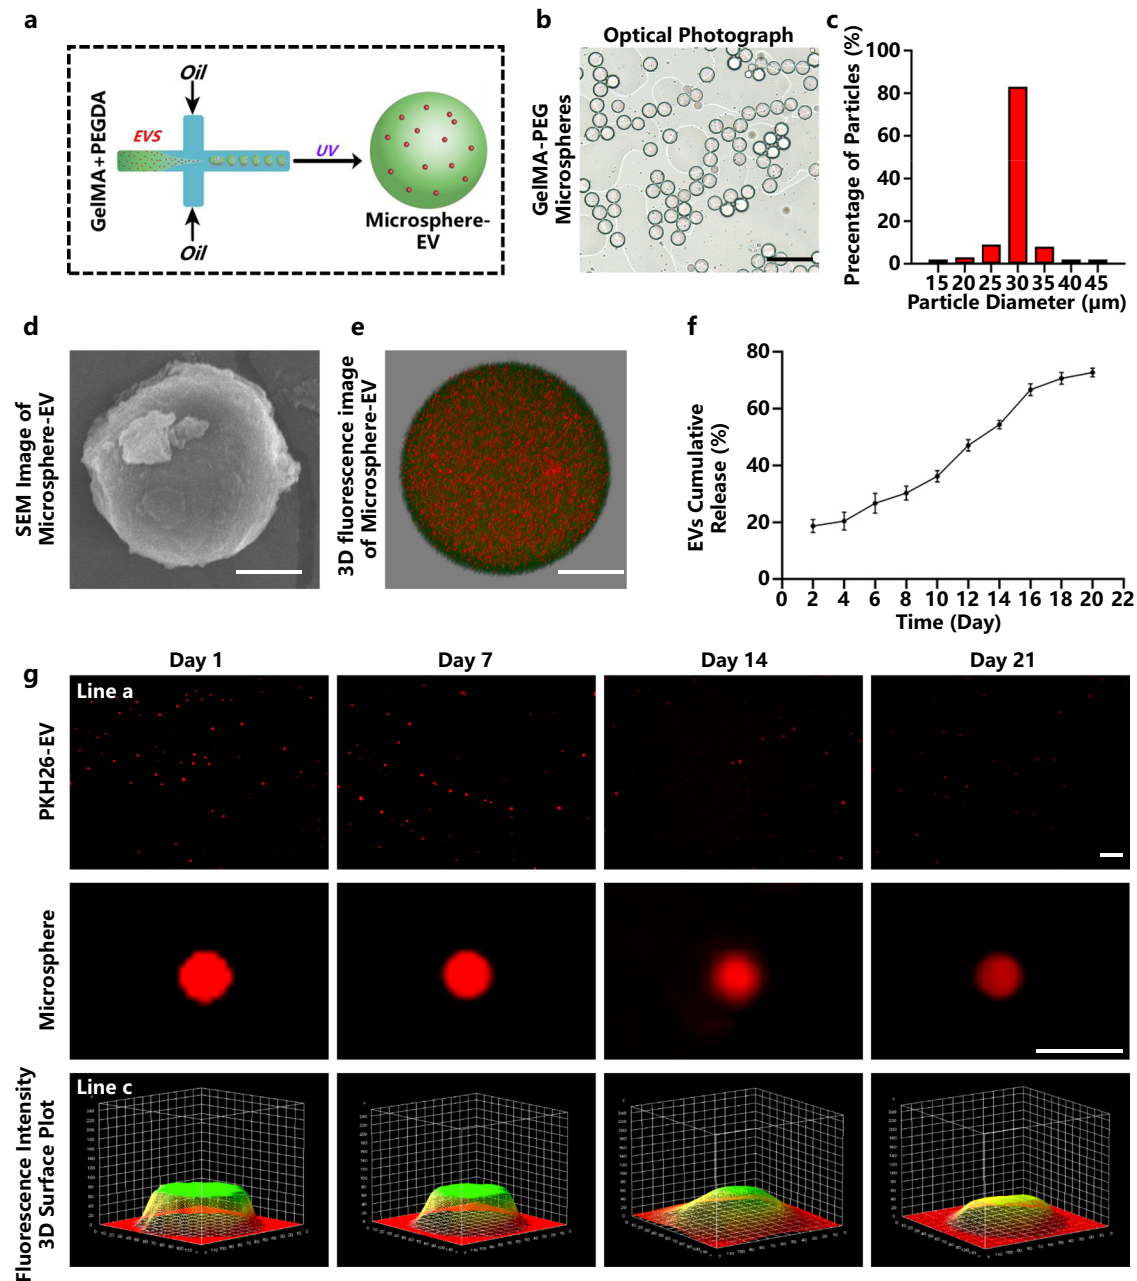 a
Oil
EVS
GelMA+PEGDA
UV
Oil
Microsphere-
EV
b
Optical Photograph
GelMA-PEG
Microspheres
c
Precentage of Particles (%)
100
80
60
40
20
0
15 20 25 30 35 40 45
Particle Diameter (μm)
d
SEM Image of
Microsphere-EV
e
3D fluorescence image
of Microsphere-EV
f
EVs Cumulative
Release (%)
80
60
40
20
0
0 2 4 6 8 10 12 14 16 18 20 22
Time (Day)
g
Day 1 Day 7 Day 14 Day 21
PKH26-EV
Line a
Microsphere
Fluorescence Intensity
3D Surface Plot
Line c